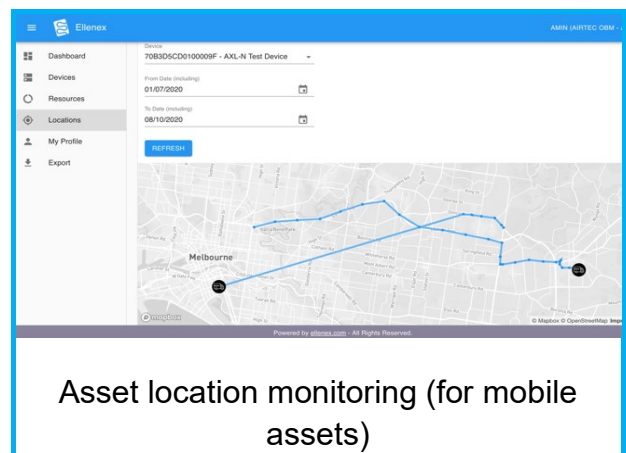 Ellenex
AMIN (AIRTEC OBM - 
Dashboard
Devices
Resources
Locations
My Profile
Export
Device
70B3D5CD0100009F - AXL-N Test Device
From Date (including)
01/07/2020
To Date (including)
08/10/2020
REFRESH
Melbourne
mapbox
© Mapbox © OpenStreetMap
Powered by ellenex.com - All Rights Reserved.
Asset location monitoring (for mobile
assets)